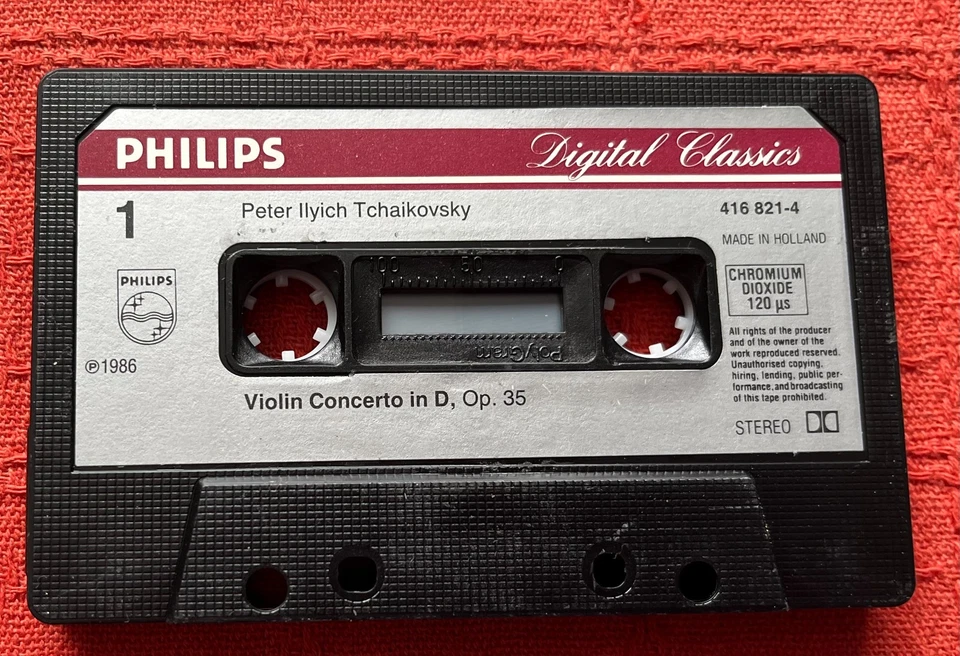 PHILIPS Digital Classics
1 Peter Ilyich Tchaikovsky 416 821-4
MADE IN HOLLAND
PHILIPS
CHROMIUM
DIOXIDE
120 µs
100 50 0
PolyGram
℗1986
All rights of the producer
and of the owner of the
work reproduced reserved.
Unauthorised copying,
hiring, lending, public per-
formance, and broadcasting
of this tape prohibited.
Violin Concerto in D, Op. 35
STEREO